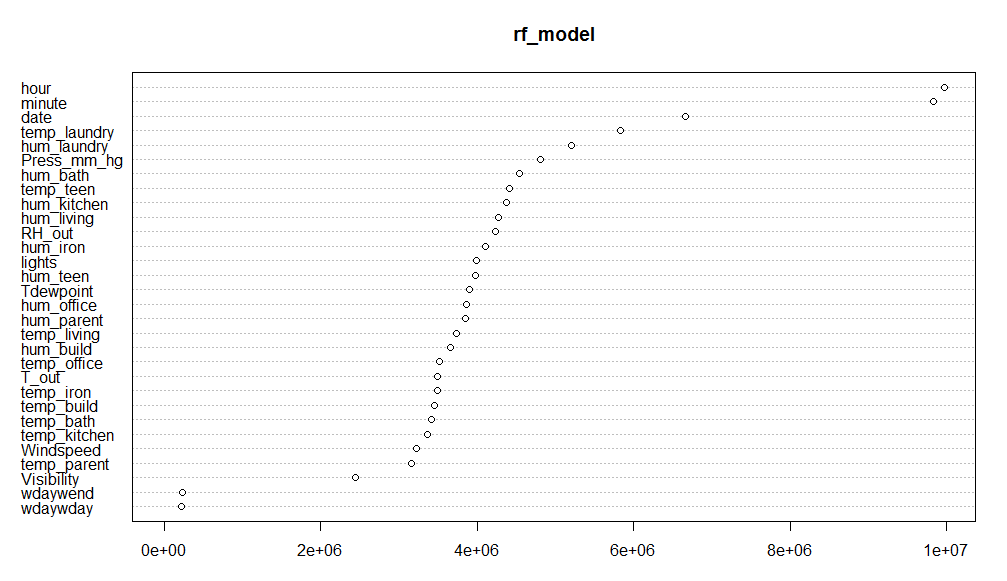 rf_model
hour
minute
date
temp_laundry
hum_laundry
Press_mm_hg
hum_bath
temp_teen
hum_kitchen
hum_living
RH_out
hum_iron
lights
hum_teen
Tdewpoint
hum_office
hum_parent
temp_living
hum_build
temp_office
T_out
temp_iron
temp_build
temp_bath
temp_kitchen
Windspeed
temp_parent
Visibility
wdaywend
wdaywday
0e+00 2e+06 4e+06 6e+06 8e+06 1e+07